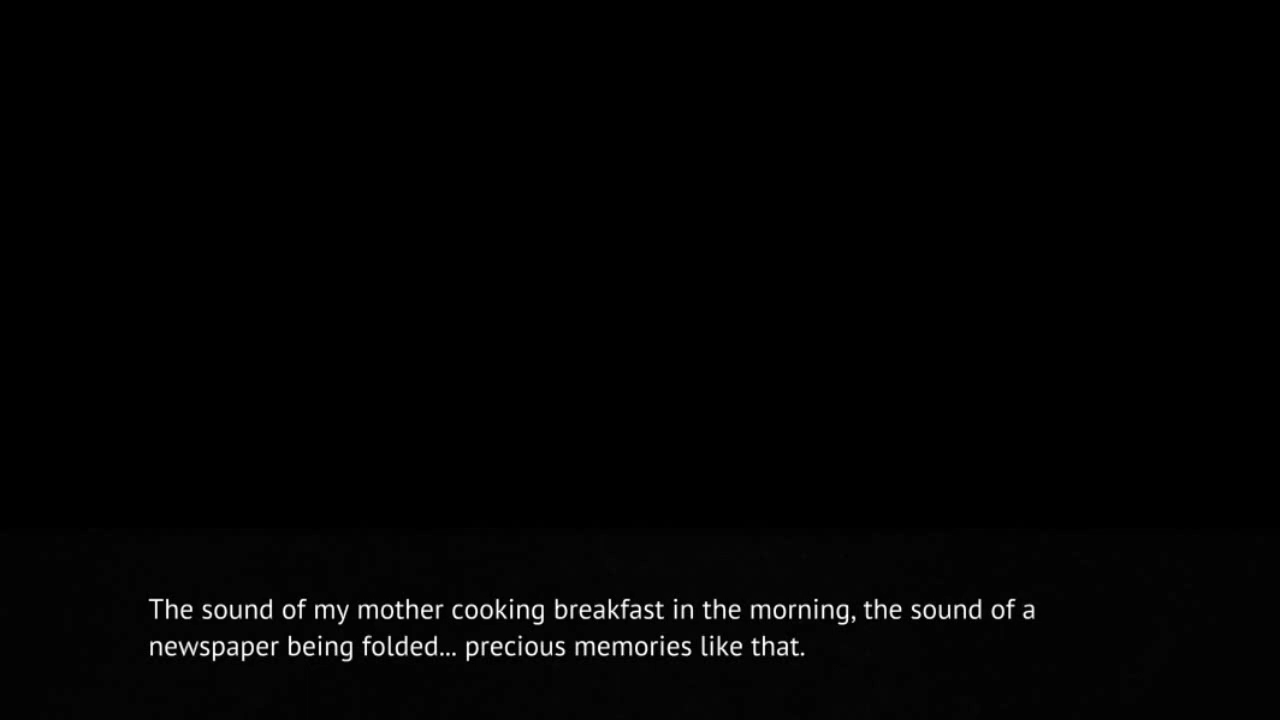 The sound of my mother cooking breakfast in the morning, the sound of a
newspaper being folded... precious memories like that.